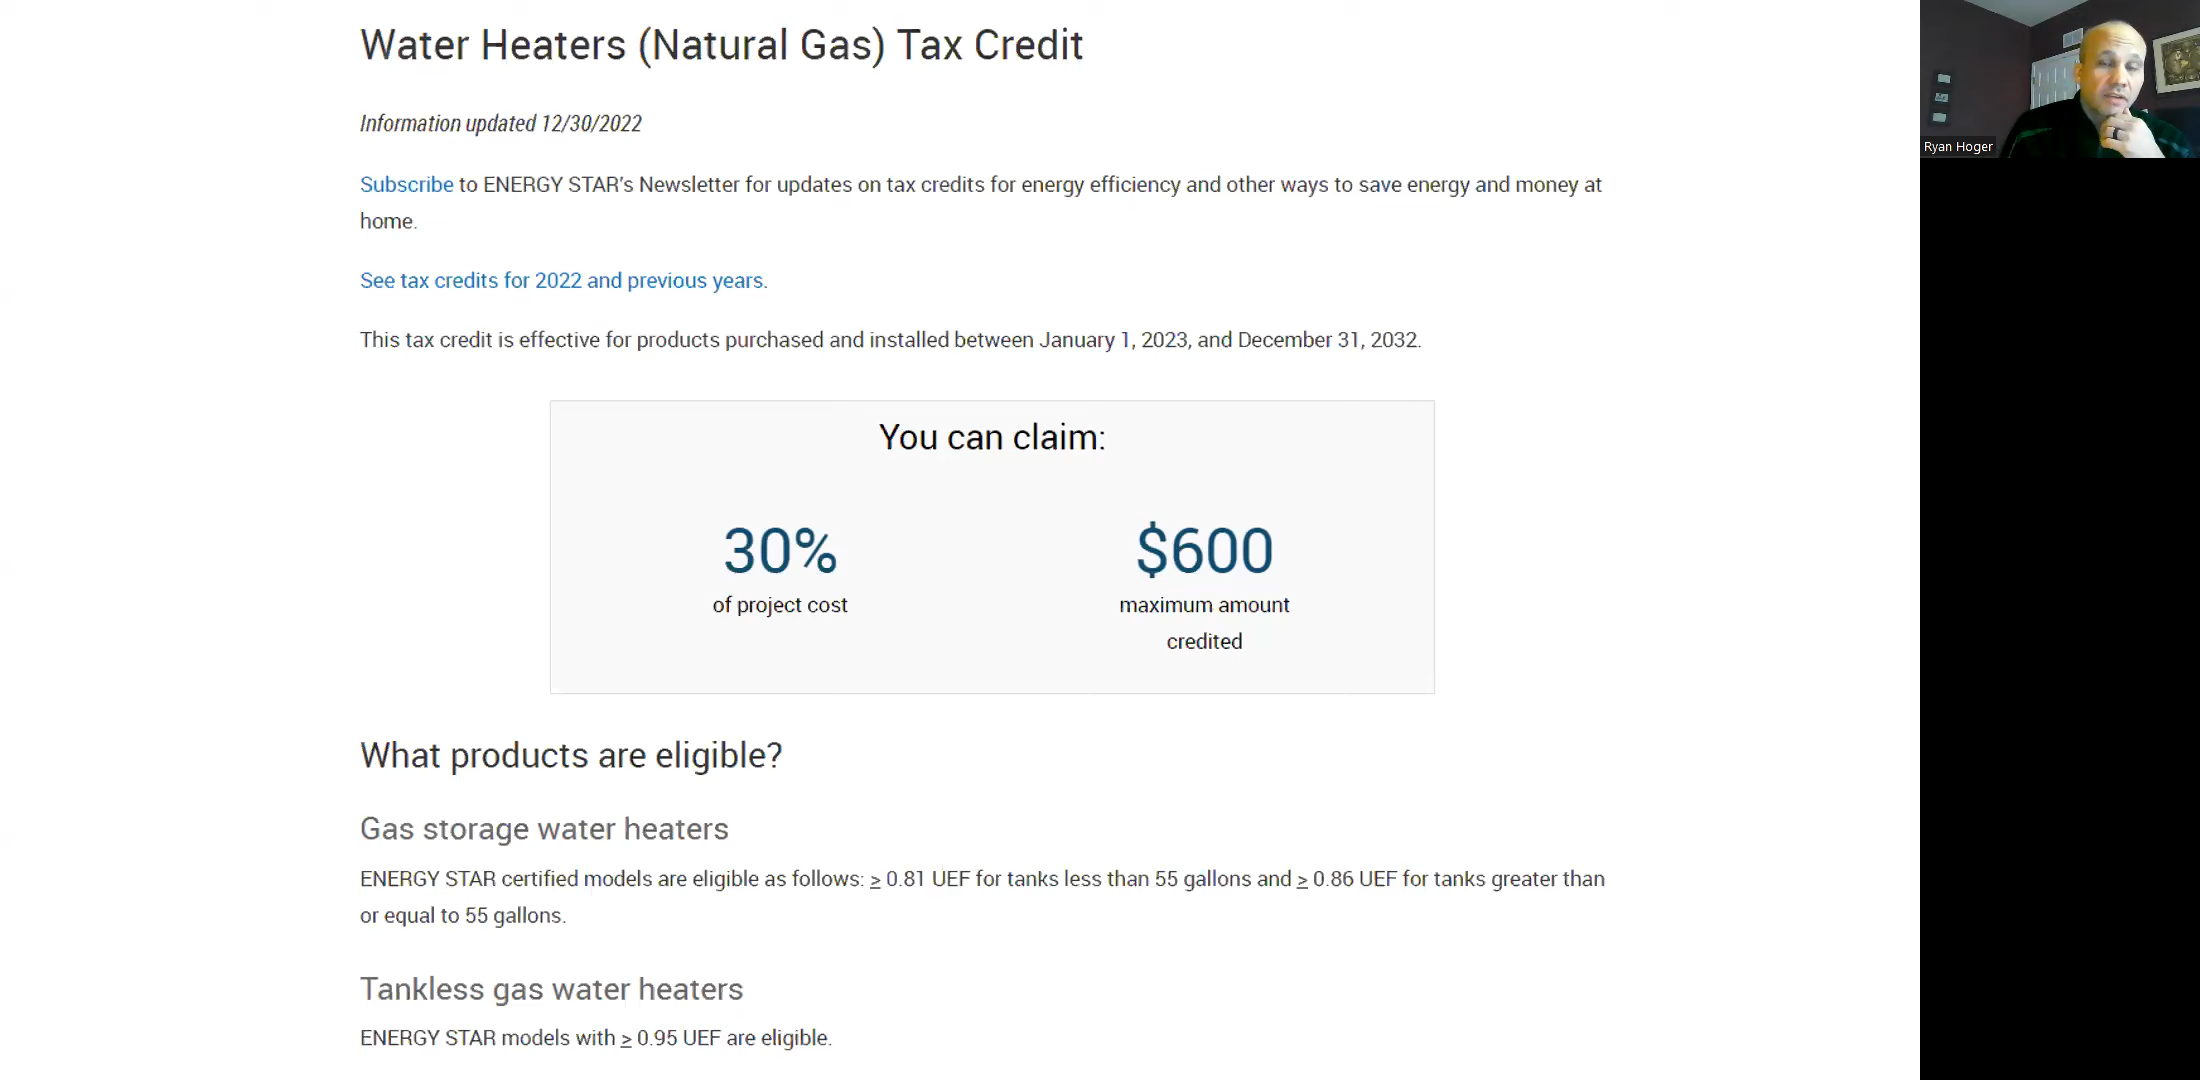 Water Heaters (Natural Gas) Tax Credit
Information updated 12/30/2022
Subscribe to ENERGY STAR's Newsletter for updates on tax credits for energy efficiency and other ways to save energy and money at
home.
See tax credits for 2022 and previous years.
This tax credit is effective for products purchased and installed between January 1, 2023, and December 31, 2032.
You can claim:
30%
of project cost
$600
maximum amount
credited
What products are eligible?
Gas storage water heaters
ENERGY STAR certified models are eligible as follows: ≥ 0.81 UEF for tanks less than 55 gallons and ≥ 0.86 UEF for tanks greater than
or equal to 55 gallons.
Tankless gas water heaters
ENERGY STAR models with ≥ 0.95 UEF are eligible.
Ryan Hoger